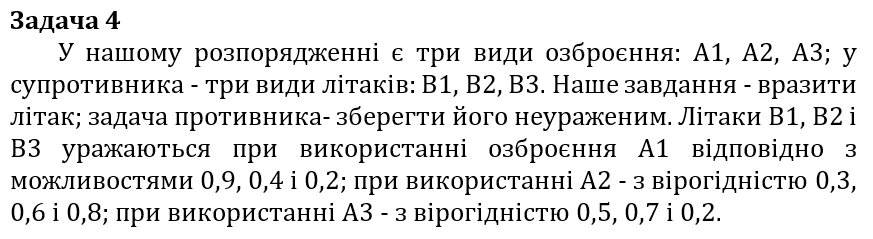 Задача 4
У нашому розпорядженні є три види озброєння: А1, А2, А3; у
супротивника - три види літаків: В1, В2, В3. Наше завдання - вразити
літак; задача противника- зберегти його неураженим. Літаки В1, В2 і
В3 уражаються при використанні озброєння А1 відповідно з
можливостями 0,9, 0,4 і 0,2; при використанні А2 - з вірогідністю 0,3,
0,6 і 0,8; при використанні А3 - з вірогідністю 0,5, 0,7 і 0,2.